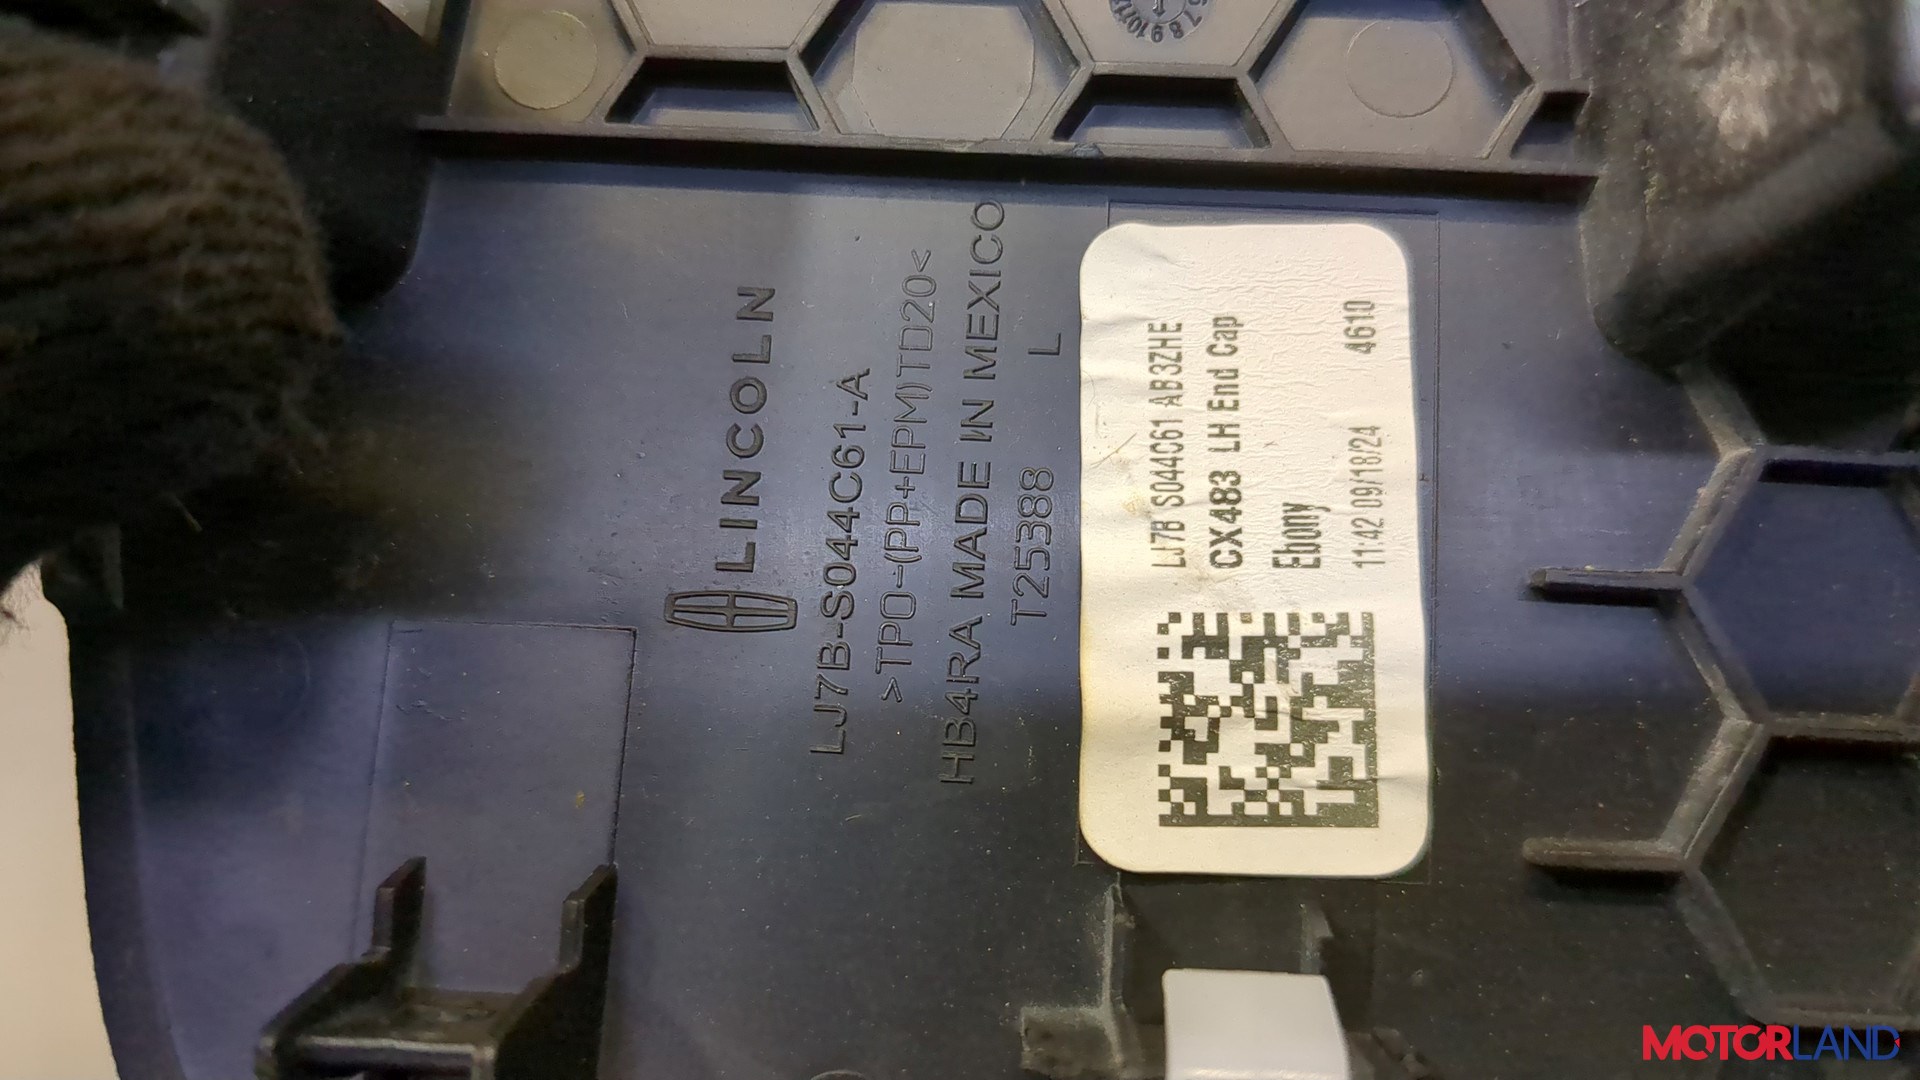 LINCOLN
LJ7B-S044C61-A
>TPO-(PP+EPM)TD20<
HB4RA MADE IN MEXICO
T25388 L
LJ7B S044C61 AB3ZHE
CX483 LH End Cap
Ebony
11:42 09/18/24 4610
MOTORLAND